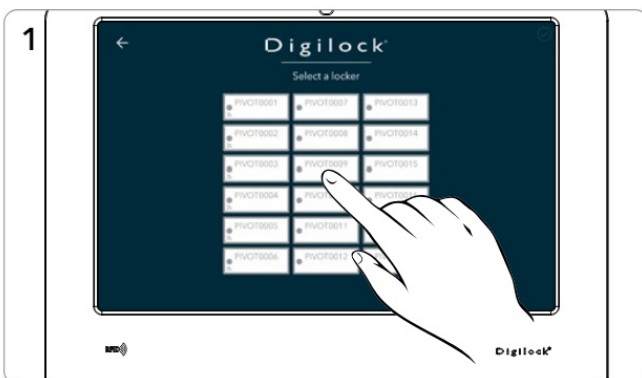 1
Digilock
Select a locker
PIVOT0001 PIVOT0007 PIVOT0013
PIVOT0002 PIVOT0008 PIVOT0014
PIVOT0003 PIVOT0009 PIVOT0015
PIVOT0004
PIVOT0005 PIVOT0011
PIVOT0006 PIVOT0012
RFID
Digilock®